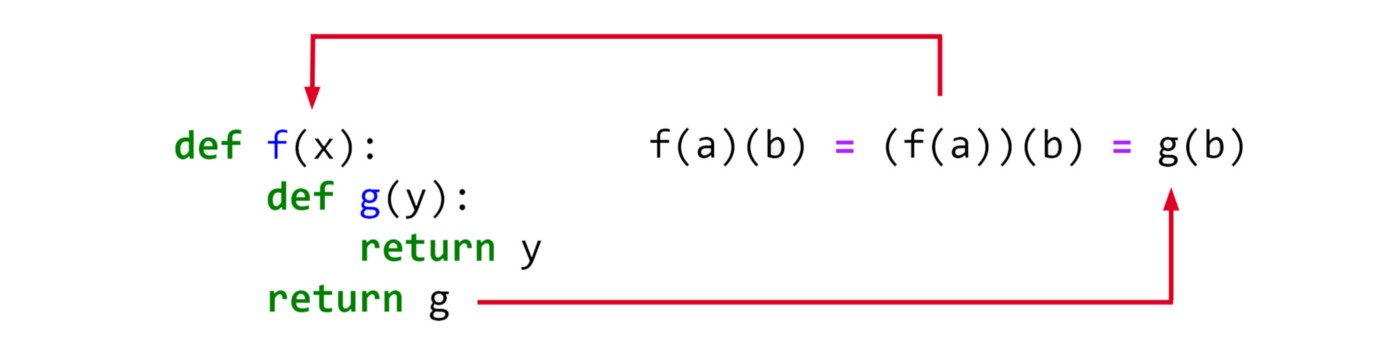 def f(x):
    def g(y):
        return y
    return g
f(a)(b) = (f(a))(b) = g(b)